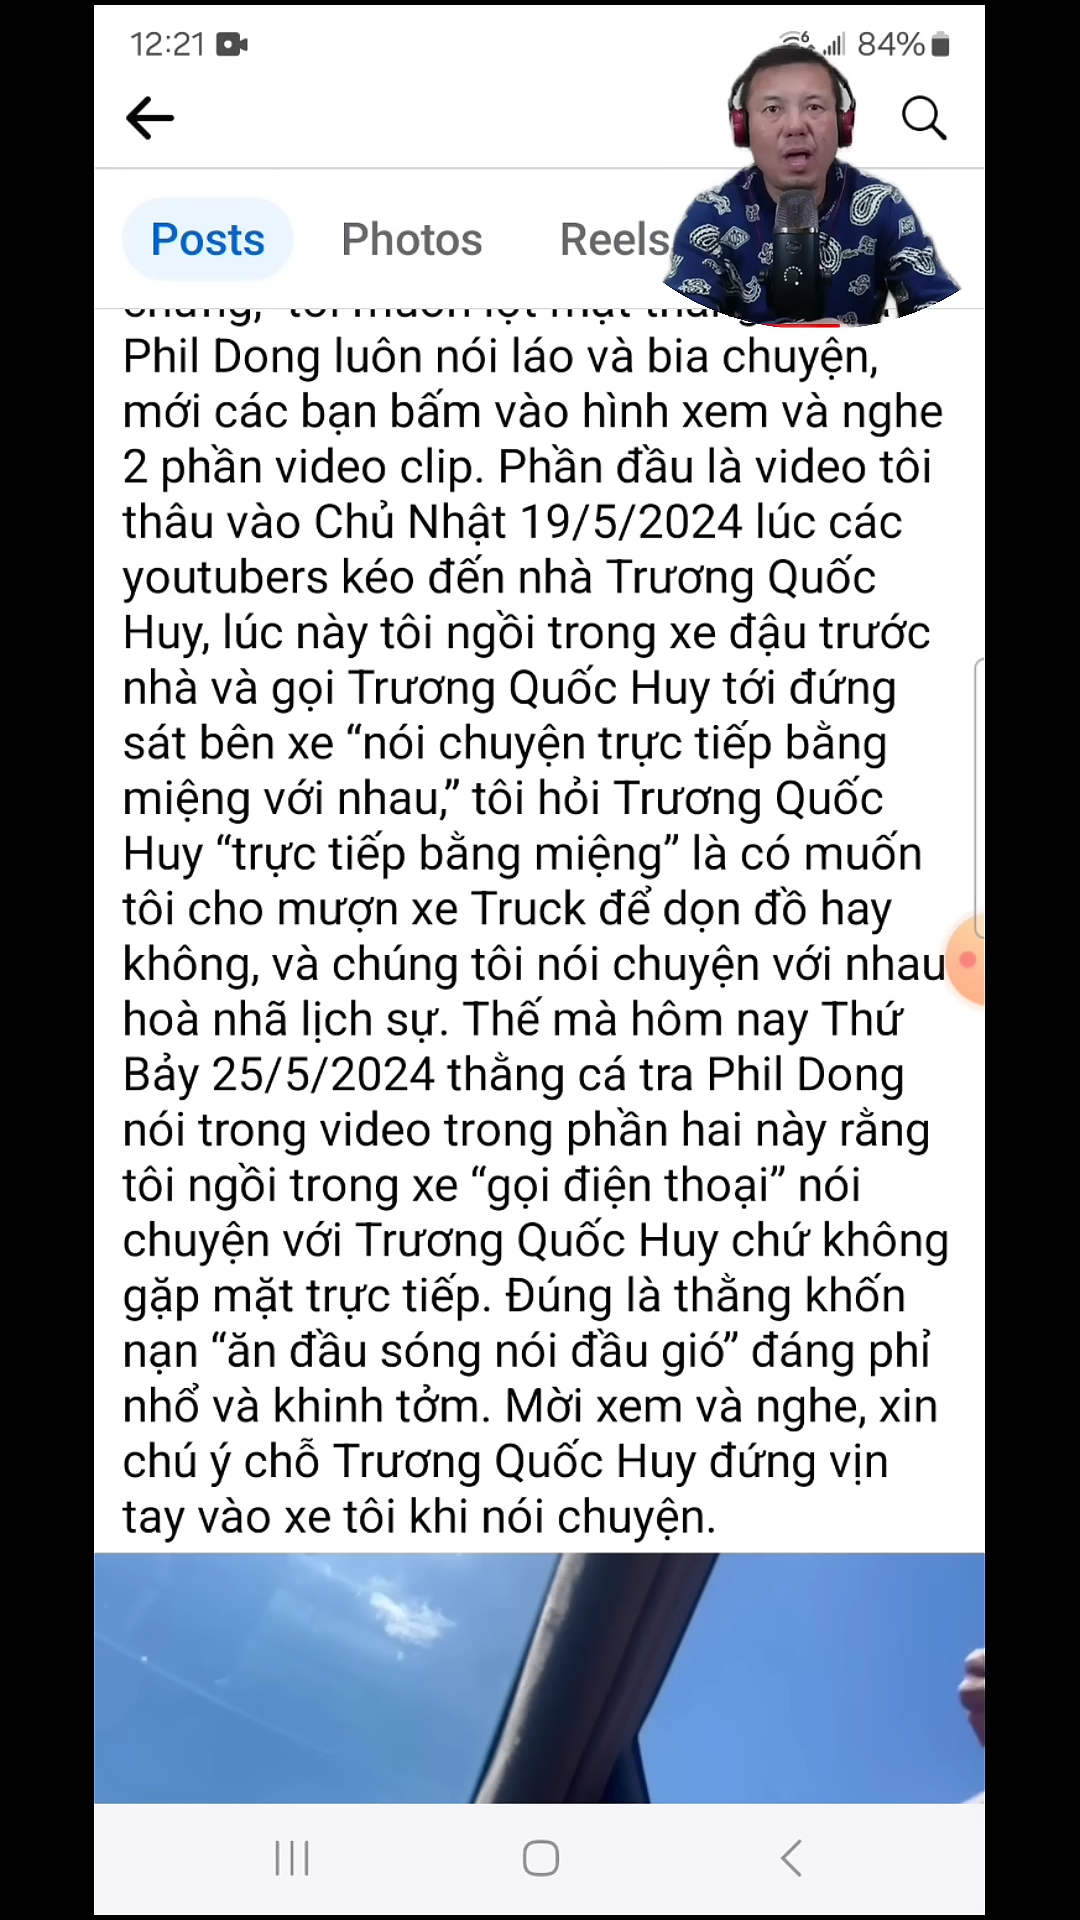 12:21
6
84%
Posts
Photos
Reels
Phil Dong luôn nói láo và bia chuyện,
mới các bạn bấm vào hình xem và nghe
2 phần video clip. Phần đầu là video tôi
thâu vào Chủ Nhật 19/5/2024 lúc các
youtubers kéo đến nhà Trương Quốc
Huy, lúc này tôi ngồi trong xe đậu trước
nhà và gọi Trương Quốc Huy tới đứng
sát bên xe “nói chuyện trực tiếp bằng
miệng với nhau,” tôi hỏi Trương Quốc
Huy “trực tiếp bằng miệng” là có muốn
tôi cho mượn xe Truck để dọn đồ hay
không, và chúng tôi nói chuyện với nhau
hoà nhã lịch sự. Thế mà hôm nay Thứ
Bảy 25/5/2024 thằng cá tra Phil Dong
nói trong video trong phần hai này rằng
tôi ngồi trong xe “gọi điện thoại” nói
chuyện với Trương Quốc Huy chứ không
gặp mặt trực tiếp. Đúng là thằng khốn
nạn “ăn đầu sóng nói đầu gió” đáng phỉ
nhổ và khinh tởm. Mời xem và nghe, xin
chú ý chỗ Trương Quốc Huy đứng vịn
tay vào xe tôi khi nói chuyện.